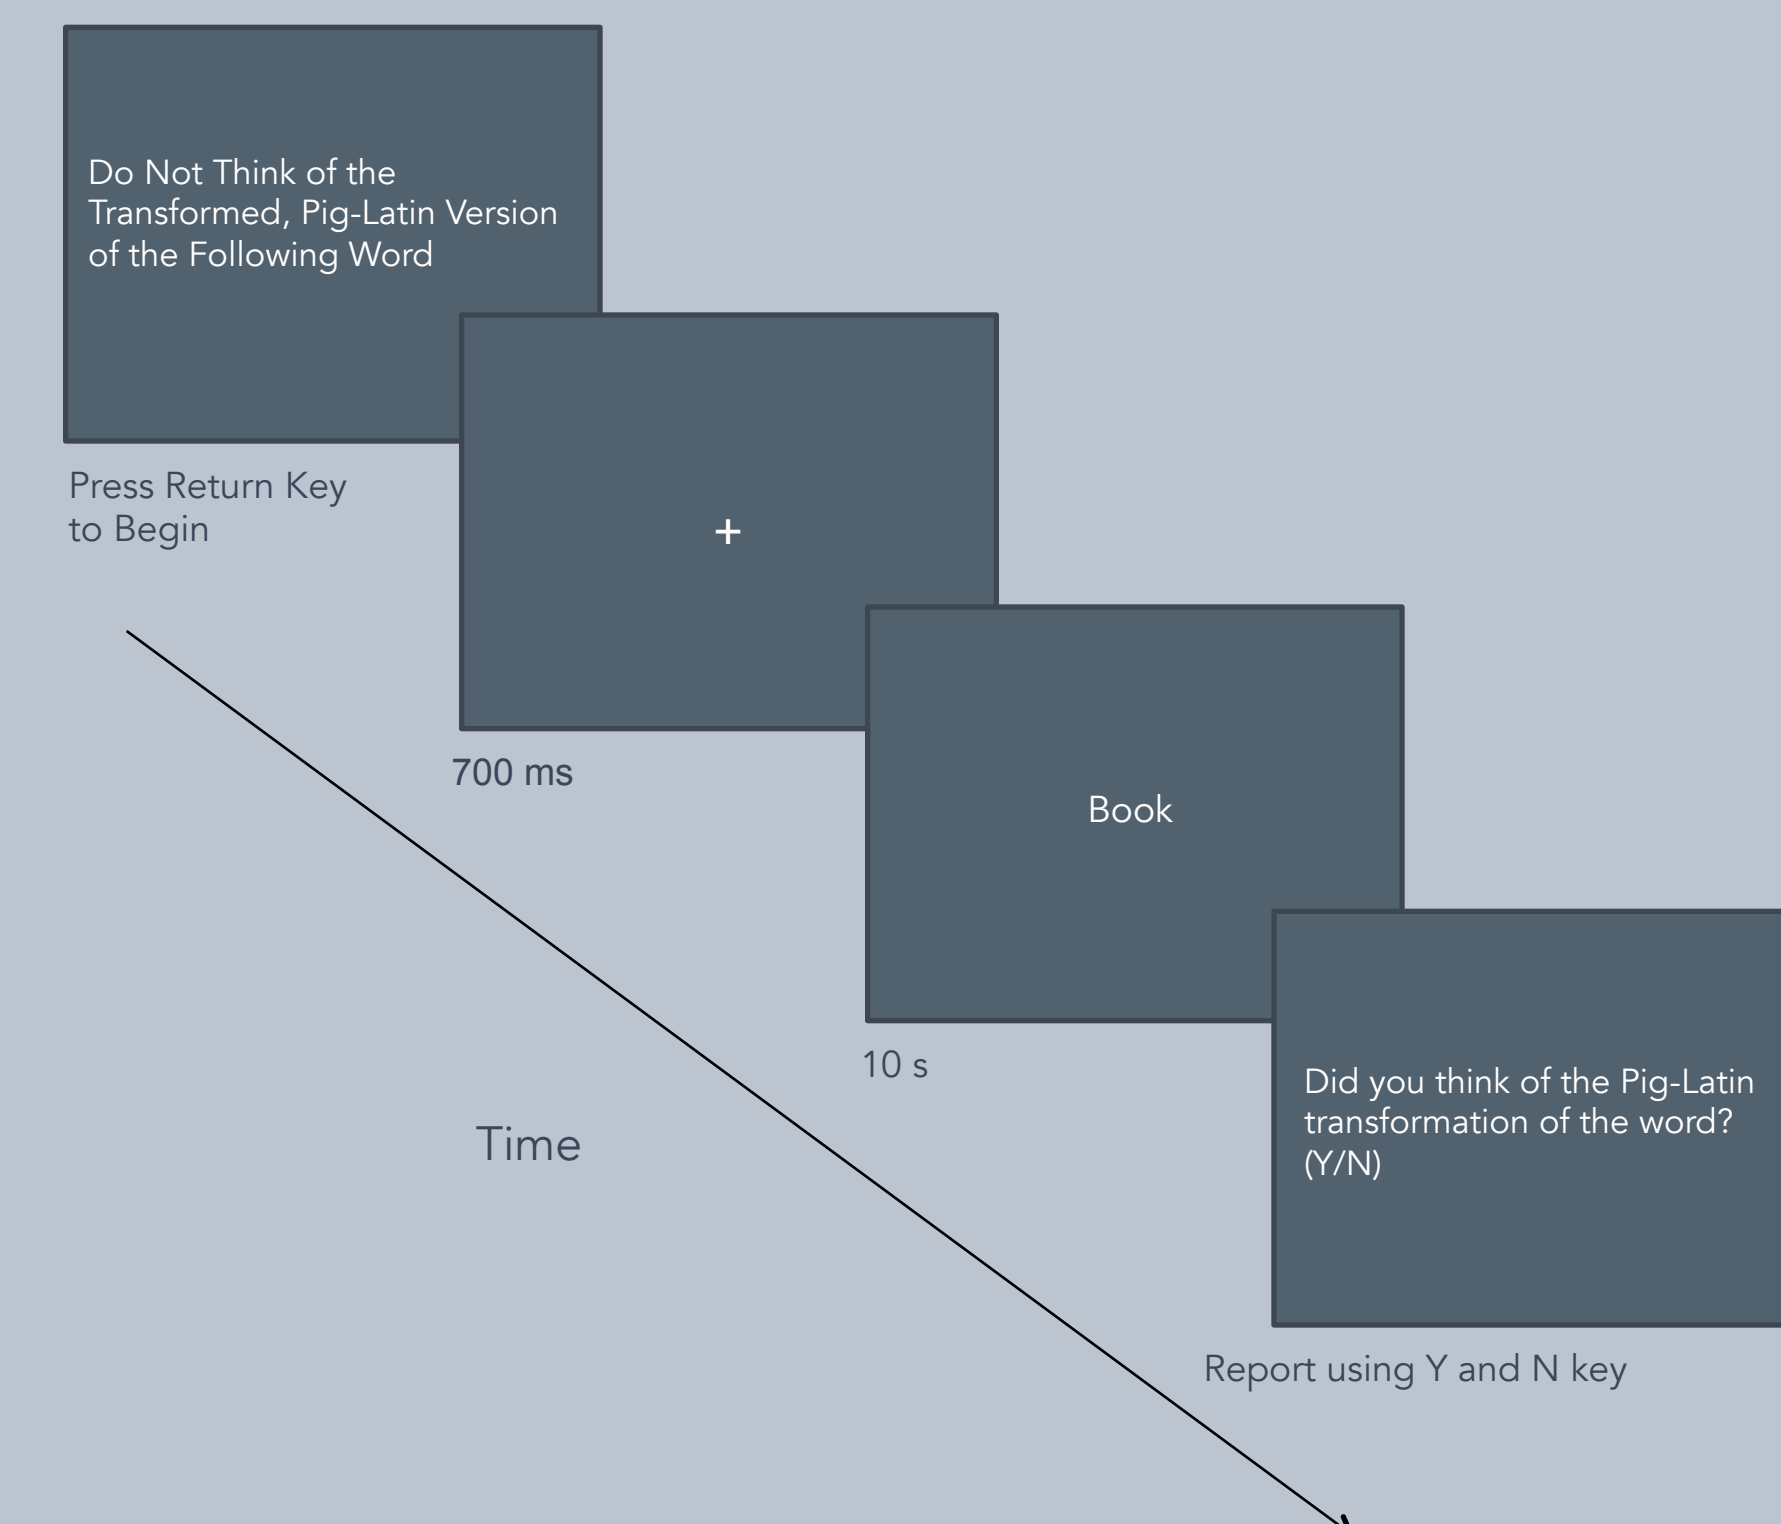 Do Not Think of the
Transformed, Pig-Latin Version
of the Following Word
Press Return Key
to Begin
+
700 ms
Book
10 s
Time
Did you think of the Pig-Latin
transformation of the word?
(Y/N)
Report using Y and N key